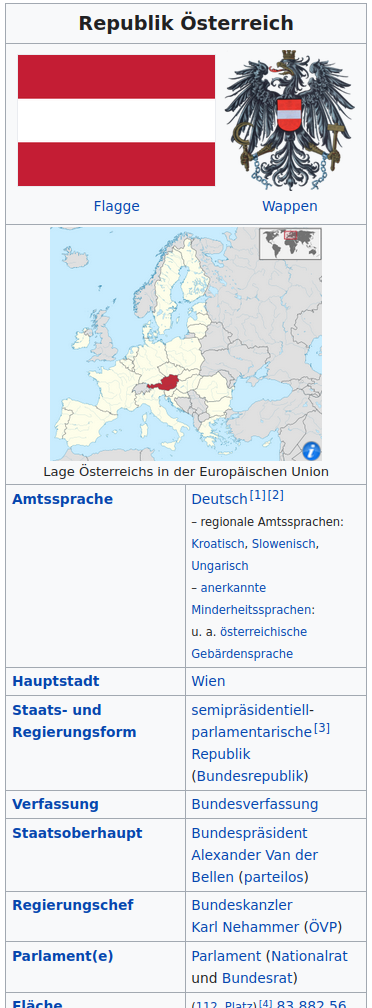 Republik Österreich
Flagge
Wappen
Lage Österreichs in der Europäischen Union
Amtssprache
Deutsch[1][2]
– regionale Amtssprachen:
Kroatisch, Slowenisch,
Ungarisch
– anerkannte
Minderheitssprachen:
u. a. österreichische
Gebärdensprache
Hauptstadt
Wien
Staats- und
Regierungsform
semipräsidentiell-
parlamentarische[3]
Republik
(Bundesrepublik)
Verfassung
Bundesverfassung
Staatsoberhaupt
Bundespräsident
Alexander Van der
Bellen (parteilos)
Regierungschef
Bundeskanzler
Karl Nehammer (ÖVP)
Parlament(e)
Parlament (Nationalrat
und Bundesrat)
Fläche
(112. Platz)[4] 83.882,56